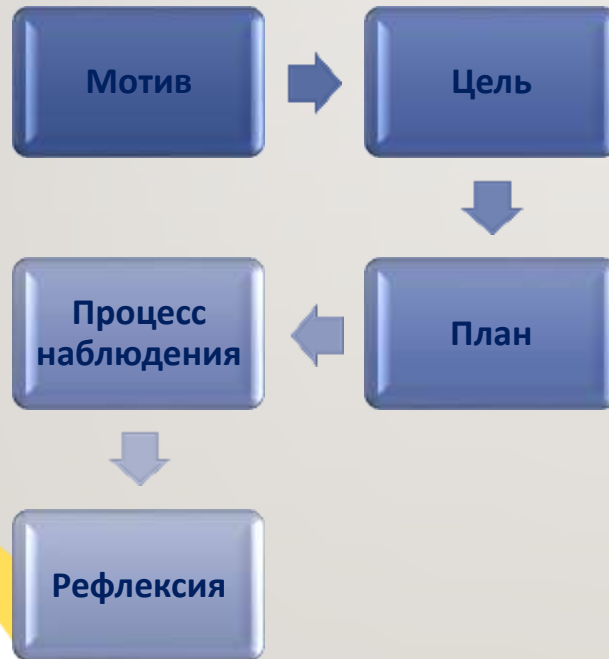 Мотив
Цель
План
Процесс
наблюдения
Рефлексия